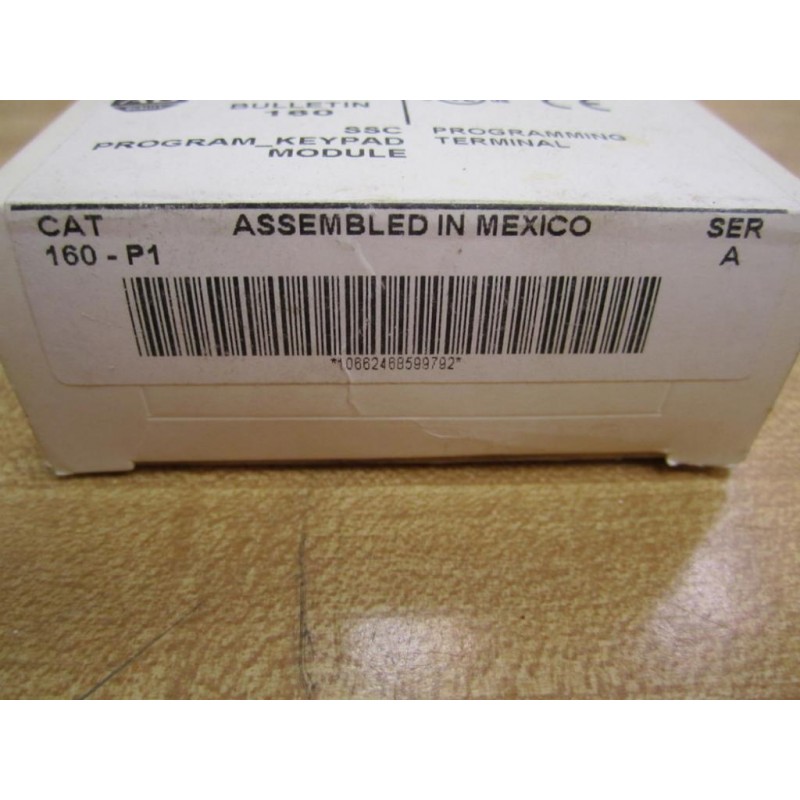 BULLETIN
160
SSC PROGRAMMING
PROGRAM_KEYPAD TERMINAL
MODULE
CAT ASSEMBLED IN MEXICO SER
160 - P1 A
*10662468599792*